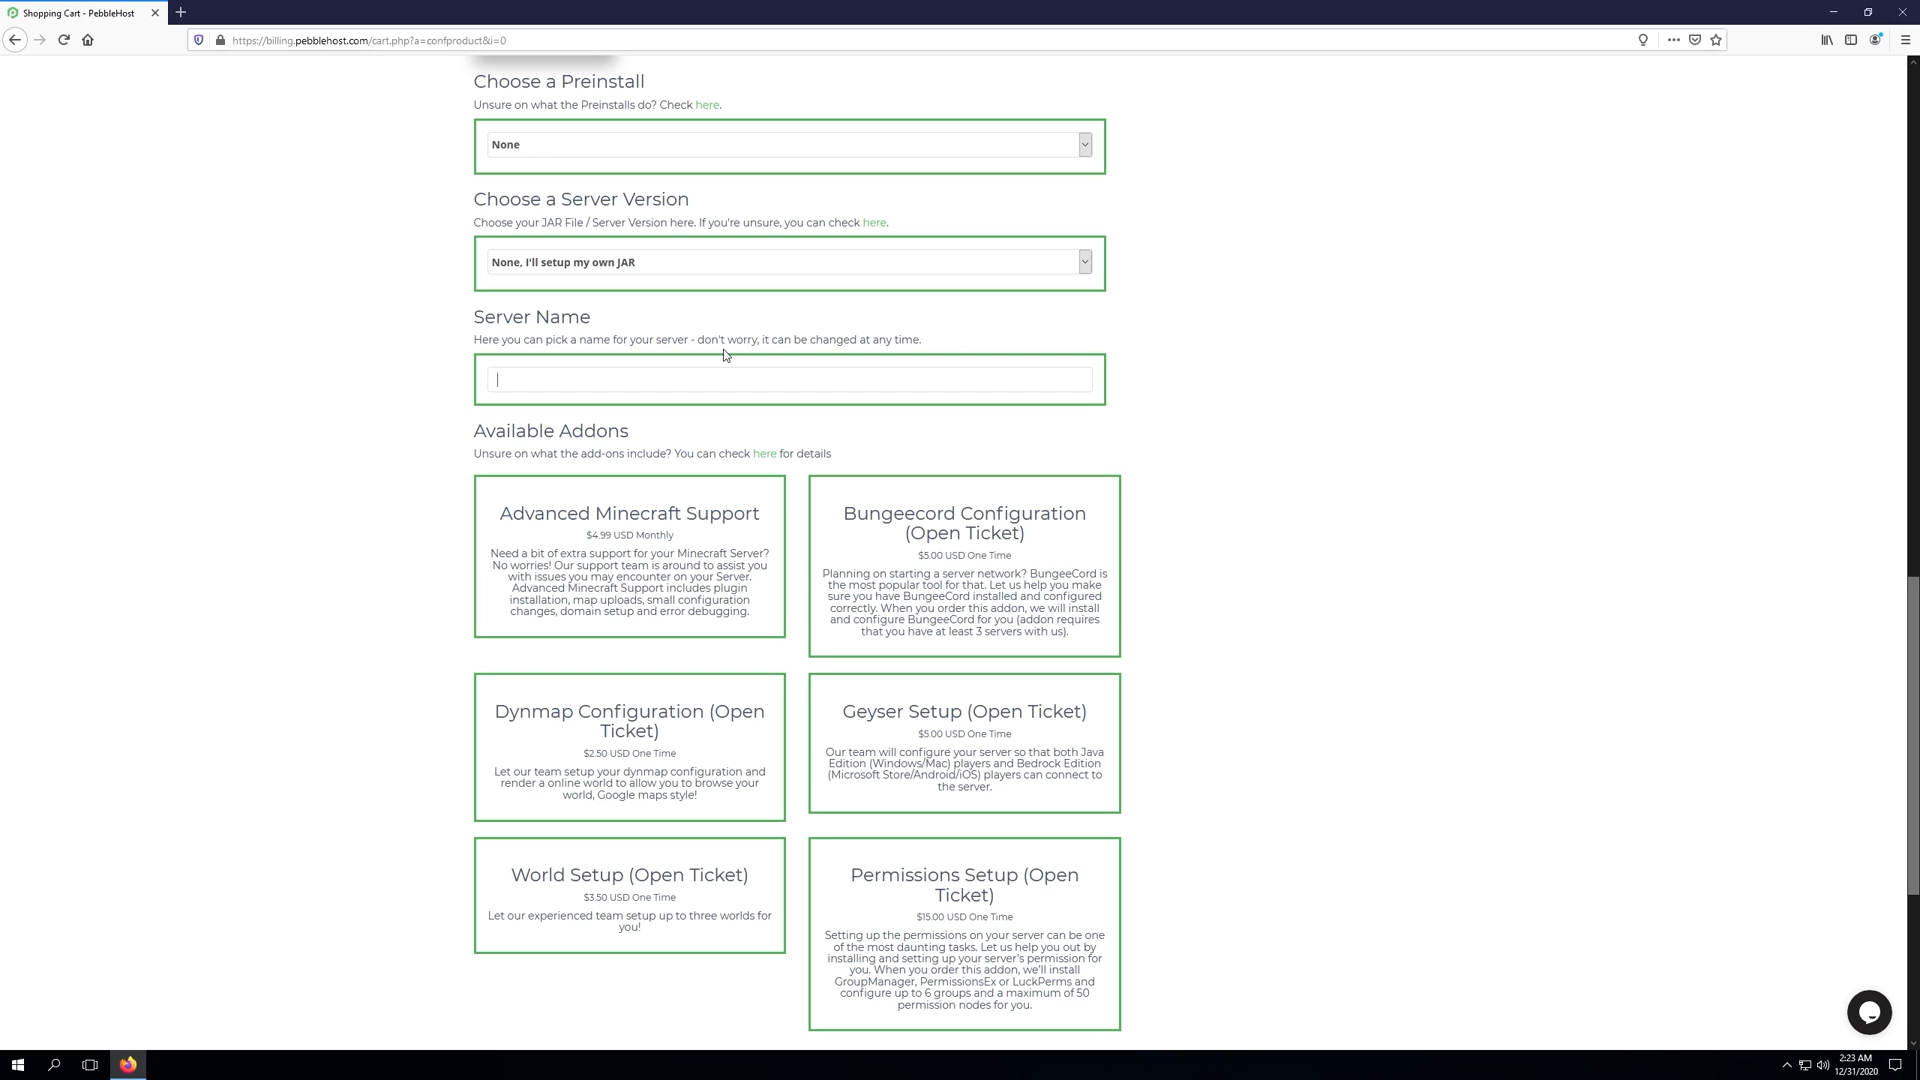 Shopping Cart - PebbleHost
https://billing.pebblehost.com/cart.php?a=confproduct&i=0
Choose a Preinstall
Unsure on what the Preinstalls do? Check here.
None
Choose a Server Version
Choose your JAR File / Server Version here. If you're unsure, you can check here.
None, I'll setup my own JAR
Server Name
Here you can pick a name for your server - don't worry, it can be changed at any time.
Available Addons
Unsure on what the add-ons include? You can check here for details
Advanced Minecraft Support
$4.99 USD Monthly
Need a bit of extra support for your Minecraft Server?
No worries! Our support team is around to assist you
with issues you may encounter on your Server.
Advanced Minecraft Support includes plugin
installation, map uploads, small configuration
changes, domain setup and error debugging.
Bungeecord Configuration
(Open Ticket)
$5.00 USD One Time
Planning on starting a server network? BungeeCord is
the most popular tool for that. Let us help you make
sure you have BungeeCord installed and configured
correctly. When you order this addon, we will install
and configure BungeeCord for you (addon requires
that you have at least 3 servers with us).
Dynmap Configuration (Open
Ticket)
$2.50 USD One Time
Let our team setup your dynmap configuration and
render a online world to allow you to browse your
world, Google maps style!
Geyser Setup (Open Ticket)
$5.00 USD One Time
Our team will configure your server so that both Java
Edition (Windows/Mac) players and Bedrock Edition
(Microsoft Store/Android/iOS) players can connect to
the server.
World Setup (Open Ticket)
$3.50 USD One Time
Let our experienced team setup up to three worlds for
you!
Permissions Setup (Open
Ticket)
$15.00 USD One Time
Setting up the permissions on your server can be one
of the most daunting tasks. Let us help you out by
installing and setting up your server's permission for
you. When you order this addon, we'll install
GroupManager, PermissionsEx or LuckPerms and
configure up to 6 groups and a maximum of 50
permission nodes for you.
2:23 AM
12/31/2020